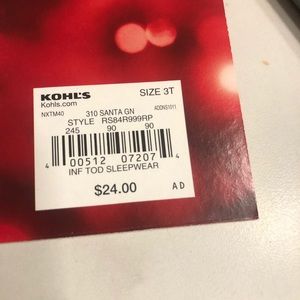 KOHL'S SIZE 3T
Kohls.com
NXTM40 310 SANTA GN ADDNS1011
STYLE RS84R999RP
245 90 90
4 00512 07207 4
INF TOD SLEEPWEAR
$24.00 AD